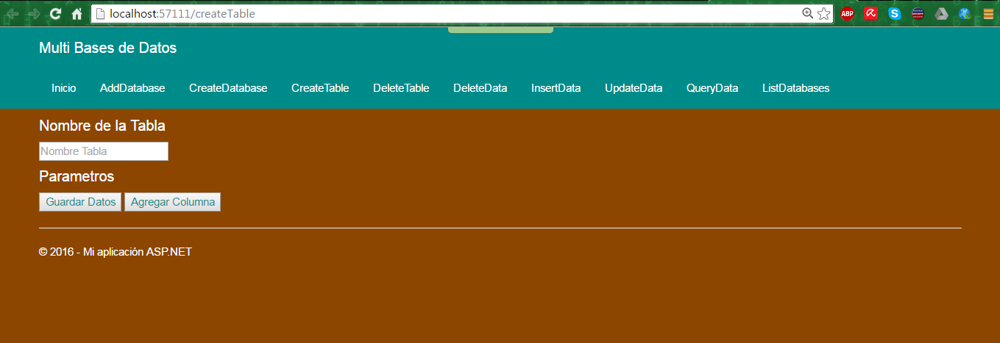 localhost:57111/createTable
ABP
Multi Bases de Datos
Inicio AddDatabase CreateDatabase CreateTable DeleteTable DeleteData InsertData UpdateData QueryData ListDatabases
Nombre de la Tabla
Nombre Tabla
Parametros
Guardar Datos Agregar Columna
© 2016 - Mi aplicación ASP.NET